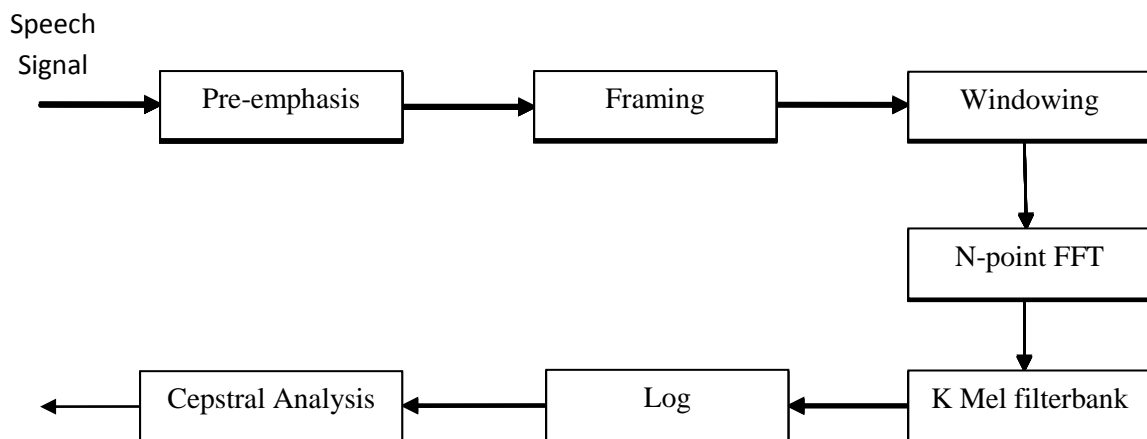 Speech
Signal
Pre-emphasis
Framing
Windowing
N-point FFT
K Mel filterbank
Log
Cepstral Analysis